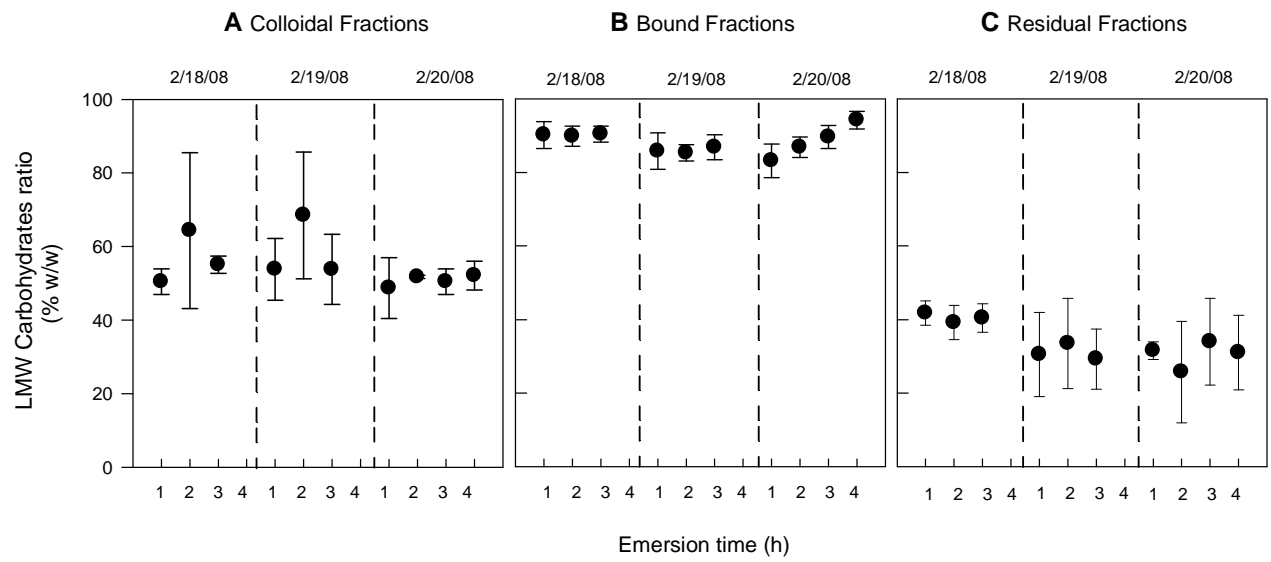 A Colloidal Fractions
B Bound Fractions
C Residual Fractions
2/18/08 2/19/08 2/20/08
2/18/08 2/19/08 2/20/08
2/18/08 2/19/08 2/20/08
LMW Carbohydrates ratio
(% w/w)
100
80
60
40
20
0
1 2 3 4 1 2 3 4 1 2 3 4
1 2 3 4 1 2 3 4 1 2 3 4
1 2 3 4 1 2 3 4 1 2 3 4
Emersion time (h)